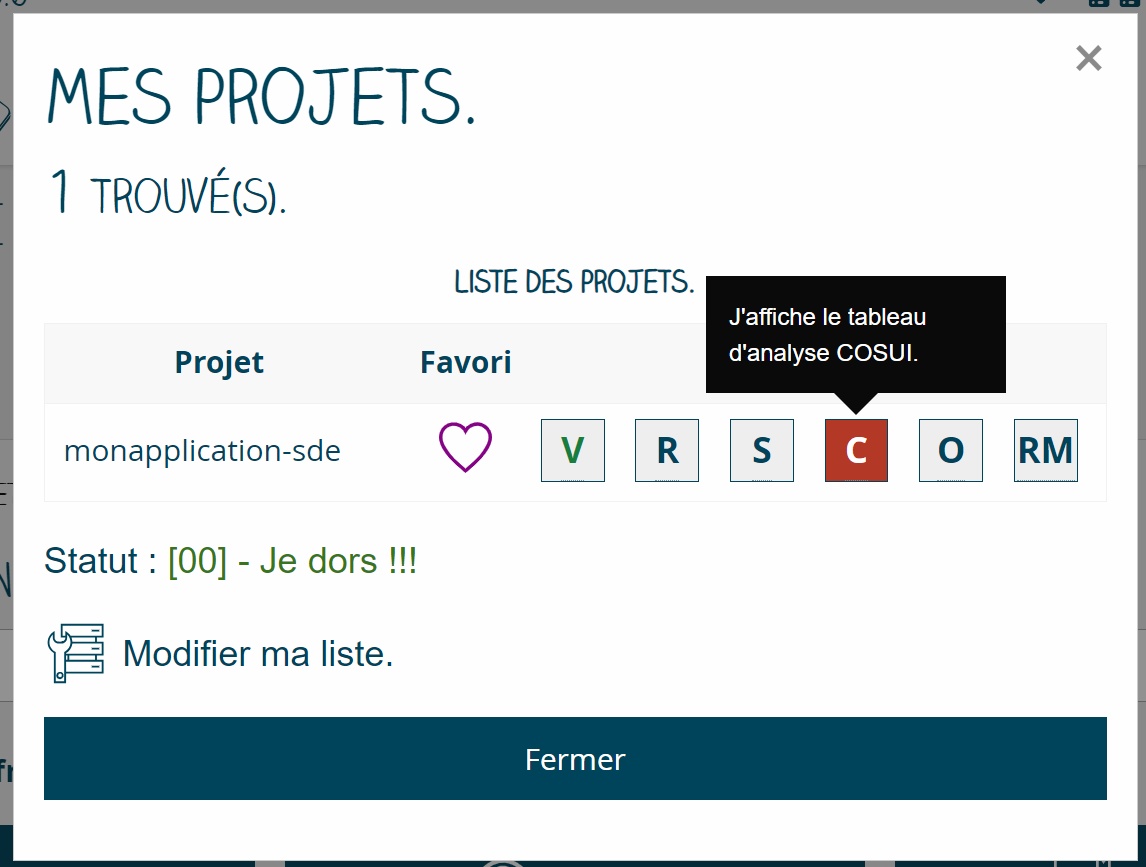 MES PROJETS.
1 TROUVÉ(S).
LISTE DES PROJETS.
J'affiche le tableau
d'analyse COSUI.
Projet Favori
monapplication-sde V R S C O RM
Statut : [00] - Je dors !!!
Modifier ma liste.
Fermer